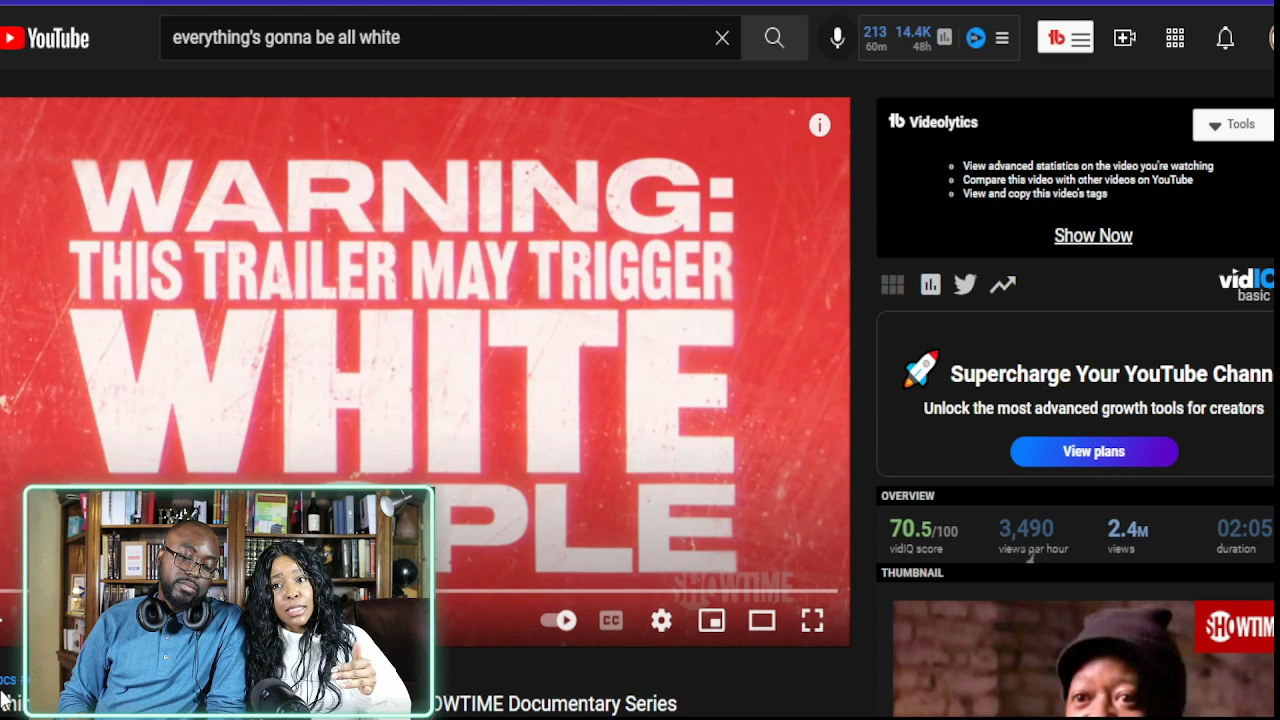 YouTube
everything's gonna be all white
213
60m
14.4K
48h
WARNING:
THIS TRAILER MAY TRIGGER
WHITE
PLE
SHOWTIME
CC
OWTIME Documentary Series
Videolytics
Tools
View advanced statistics on the video you're watching
Compare this video with other videos on YouTube
View and copy this video's tags
Show Now
vidIQ
basic
Supercharge Your YouTube Chann
Unlock the most advanced growth tools for creators
View plans
OVERVIEW
70.5/100
vidIQ score
3,490
views per hour
2.4M
views
02:05
duration
THUMBNAIL
SHOWTIM